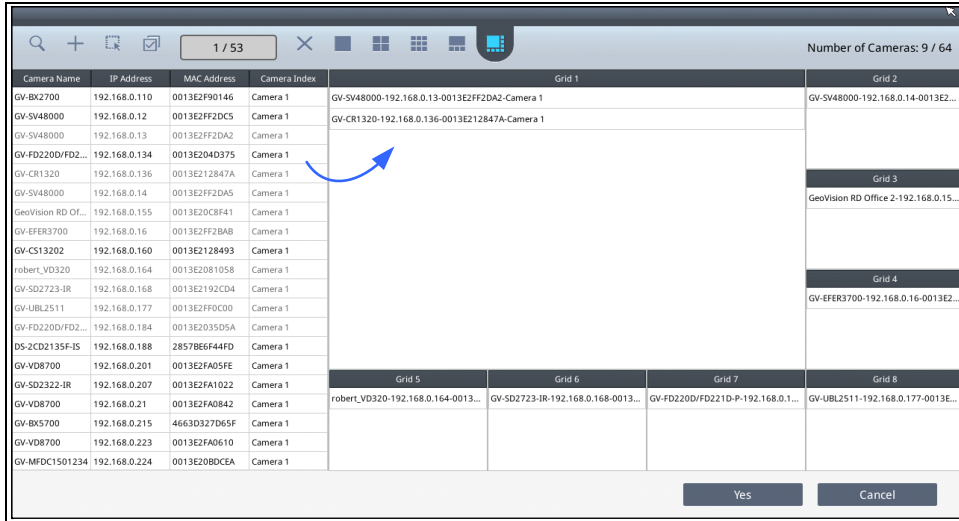 1 / 53
Number of Cameras: 9 / 64
Camera Name IP Address MAC Address Camera Index
GV-BX2700 192.168.0.110 0013E2F90146 Camera 1
GV-SV48000 192.168.0.12 0013E2FF2DC5 Camera 1
GV-SV48000 192.168.0.13 0013E2FF2DA2 Camera 1
GV-FD220D/FD2... 192.168.0.134 0013E204D375 Camera 1
GV-CR1320 192.168.0.136 0013E212847A Camera 1
GV-SV48000 192.168.0.14 0013E2FF2DA5 Camera 1
GeoVision RD Of... 192.168.0.155 0013E20C8F41 Camera 1
GV-EFER3700 192.168.0.16 0013E2FF2BAB Camera 1
GV-CS13202 192.168.0.160 0013E2128493 Camera 1
robert_VD320 192.168.0.164 0013E2081058 Camera 1
GV-SD2723-IR 192.168.0.168 0013E2192CD4 Camera 1
GV-UBL2511 192.168.0.177 0013E2FF0C00 Camera 1
GV-FD220D/FD2... 192.168.0.184 0013E2035D5A Camera 1
DS-2CD2135F-IS 192.168.0.188 2857BE6F44FD Camera 1
GV-VD8700 192.168.0.201 0013E2FA05FE Camera 1
GV-SD2322-IR 192.168.0.207 0013E2FA1022 Camera 1
GV-VD8700 192.168.0.21 0013E2FA0842 Camera 1
GV-BX5700 192.168.0.215 4663D327D65F Camera 1
GV-VD8700 192.168.0.223 0013E2FA0610 Camera 1
GV-MFDC1501234 192.168.0.224 0013E20BDCEA Camera 1
Grid 1
GV-SV48000-192.168.0.13-0013E2FF2DA2-Camera 1
GV-CR1320-192.168.0.136-0013E212847A-Camera 1
Grid 2
GV-SV48000-192.168.0.14-0013E2...
Grid 3
GeoVision RD Office 2-192.168.0.15...
Grid 4
GV-EFER3700-192.168.0.16-0013E2...
Grid 5
robert_VD320-192.168.0.164-0013...
Grid 6
GV-SD2723-IR-192.168.0.168-0013...
Grid 7
GV-FD220D/FD221D-P-192.168.0.1...
Grid 8
GV-UBL2511-192.168.0.177-0013E...
Yes
Cancel